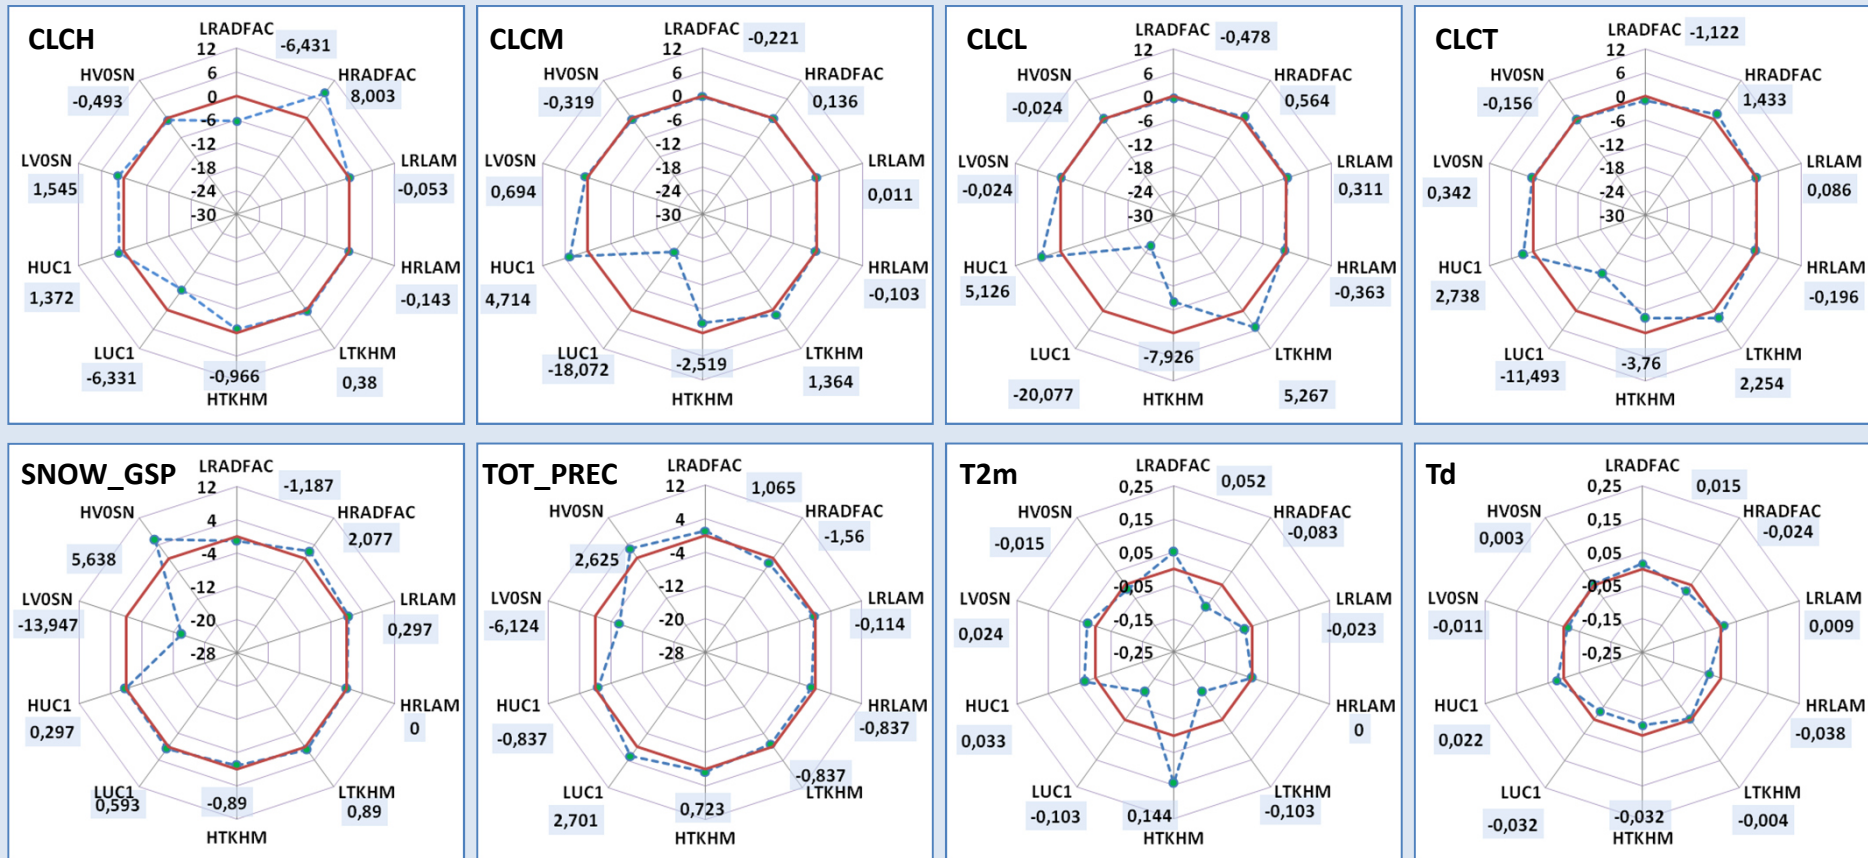 CLCH
LRADFAC
-6,431
HRADFAC
8,003
LRLAM
-0,053
HRLAM
-0,143
LTKHM
0,38
-0,966
HTKHM
LUC1
-6,331
HUC1
1,372
LV0SN
1,545
HV0SN
-0,493
12
6
0
-6
-12
-18
-24
-30
CLCM
LRADFAC
-0,221
HRADFAC
0,136
LRLAM
0,011
HRLAM
-0,103
LTKHM
1,364
-2,519
HTKHM
LUC1
-18,072
HUC1
4,714
LV0SN
0,694
HV0SN
-0,319
12
6
0
-6
-12
-18
-24
-30
CLCL
LRADFAC
-0,478
HRADFAC
0,564
LRLAM
0,311
HRLAM
-0,363
LTKHM
5,267
-7,926
HTKHM
LUC1
-20,077
HUC1
5,126
LV0SN
-0,024
HV0SN
-0,024
12
6
0
-6
-12
-18
-24
-30
CLCT
LRADFAC
-1,122
HRADFAC
1,433
LRLAM
0,086
HRLAM
-0,196
LTKHM
2,254
-3,76
HTKHM
LUC1
-11,493
HUC1
2,738
LV0SN
0,342
HV0SN
-0,156
12
6
0
-6
-12
-18
-24
-30
SNOW_GSP
LRADFAC
-1,187
HRADFAC
2,077
LRLAM
0,297
HRLAM
0
LTKHM
0,89
-0,89
HTKHM
LUC1
0,593
HUC1
0,297
LV0SN
-13,947
HV0SN
5,638
12
4
-4
-12
-20
-28
TOT_PREC
LRADFAC
1,065
HRADFAC
-1,56
LRLAM
-0,114
HRLAM
-0,837
-0,837
LTKHM
0,723
HTKHM
LUC1
2,701
HUC1
-0,837
LV0SN
-6,124
HV0SN
2,625
12
4
-4
-12
-20
-28
T2m
LRADFAC
0,052
HRADFAC
-0,083
LRLAM
-0,023
HRLAM
0
LTKHM
-0,103
0,144
HTKHM
LUC1
-0,103
HUC1
0,033
LV0SN
0,024
HV0SN
-0,015
0,25
0,15
0,05
-0,05
-0,15
-0,25
Td
LRADFAC
0,015
HRADFAC
-0,024
LRLAM
0,009
HRLAM
-0,038
LTKHM
-0,004
-0,032
HTKHM
LUC1
-0,032
HUC1
0,022
LV0SN
-0,011
HV0SN
0,003
0,25
0,15
0,05
-0,05
-0,15
-0,25